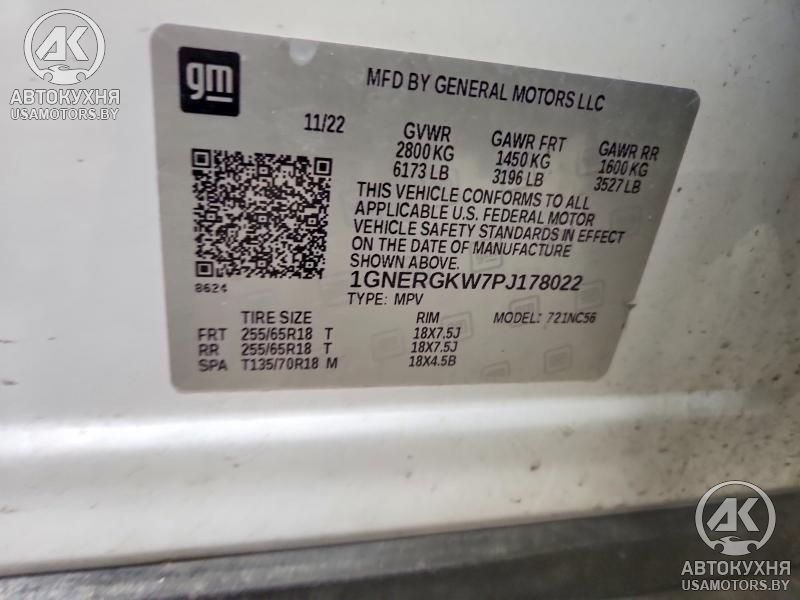 AK
АВТОКУХНЯ
USAMOTORS.BY
gm
MFD BY GENERAL MOTORS LLC
11/22
GVWR GAWR FRT GAWR RR
2800 KG 1450 KG 1600 KG
6173 LB 3196 LB 3527 LB
THIS VEHICLE CONFORMS TO ALL
APPLICABLE U.S. FEDERAL MOTOR
VEHICLE SAFETY STANDARDS IN EFFECT
ON THE DATE OF MANUFACTURE
SHOWN ABOVE.
8624
1GNERGKW7PJ178022
TYPE: MPV
TIRE SIZE RIM MODEL: 721NC56
FRT 255/65R18 T 18X7.5J
RR 255/65R18 T 18X7.5J
SPA T135/70R18 M 18X4.5B
AK
АВТОКУХНЯ
USAMOTORS.BY